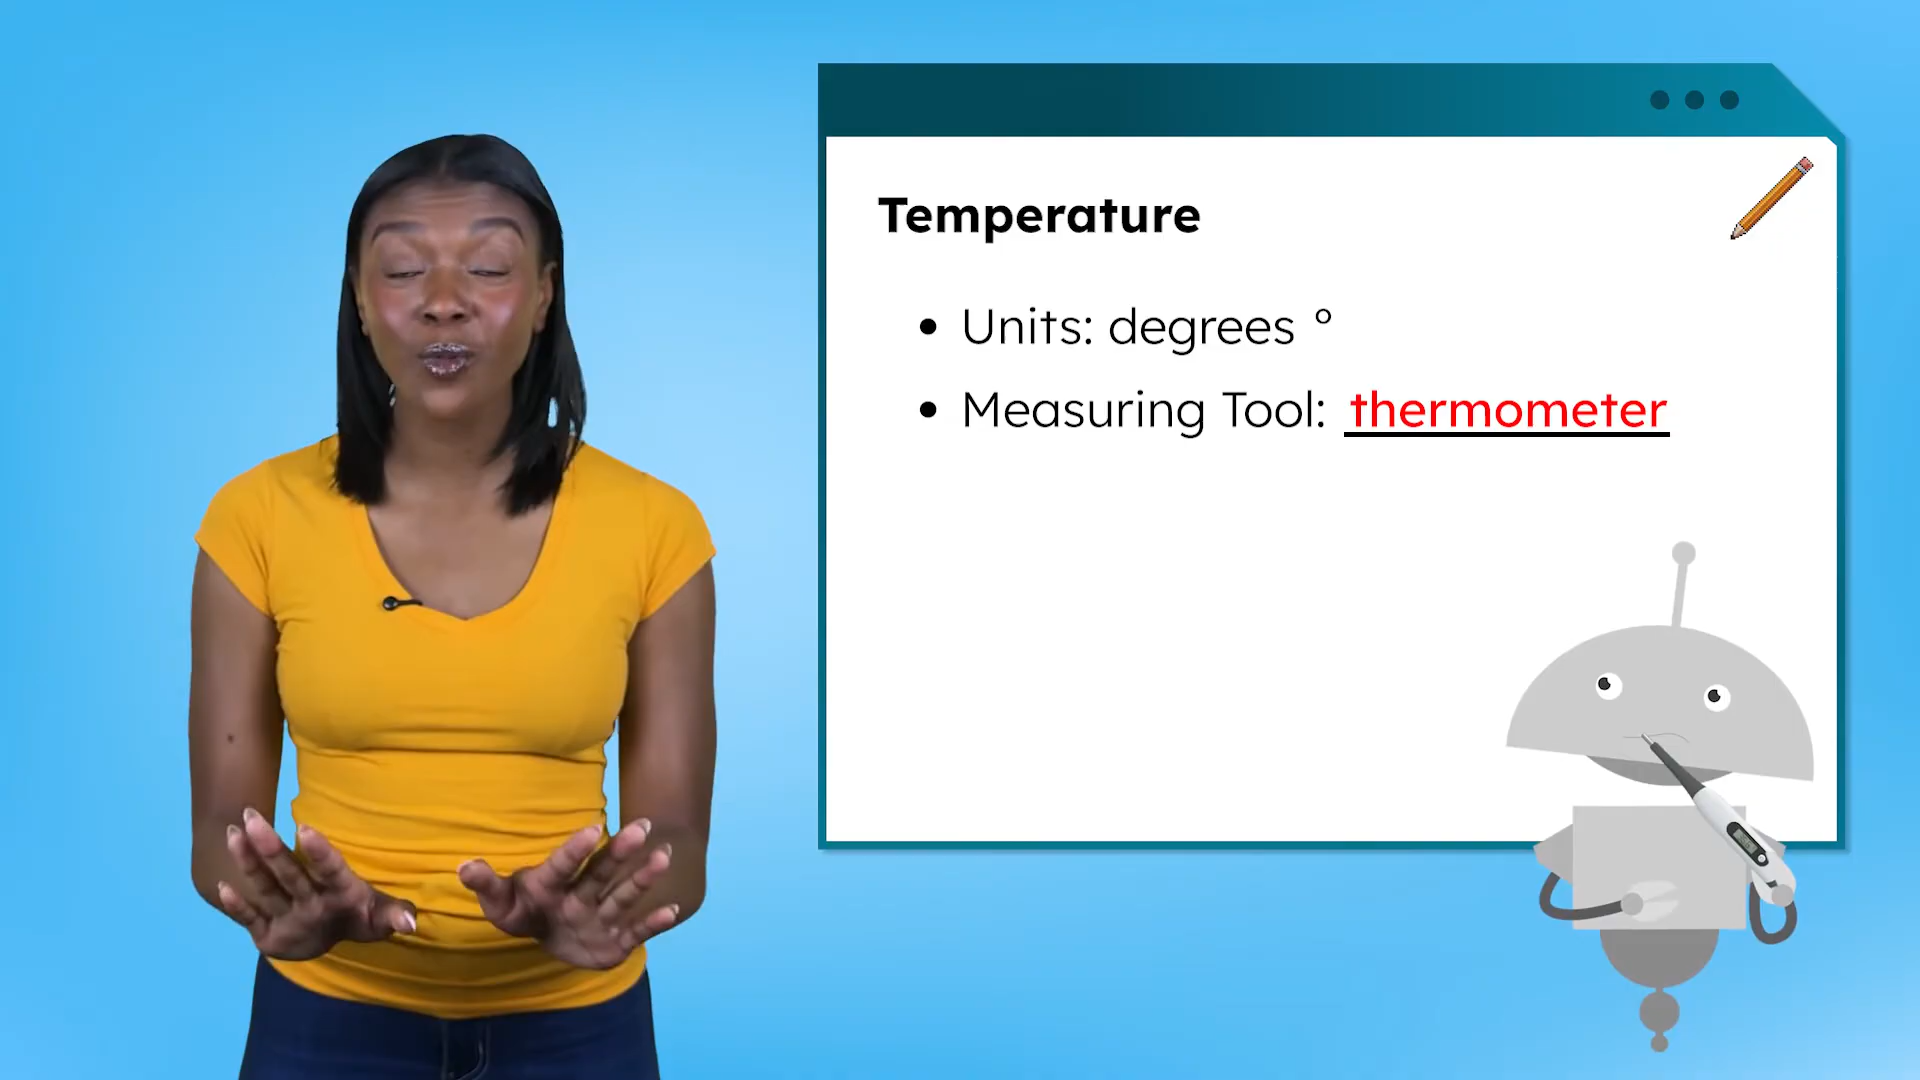 Temperature
• Units: degrees °
• Measuring Tool: thermometer